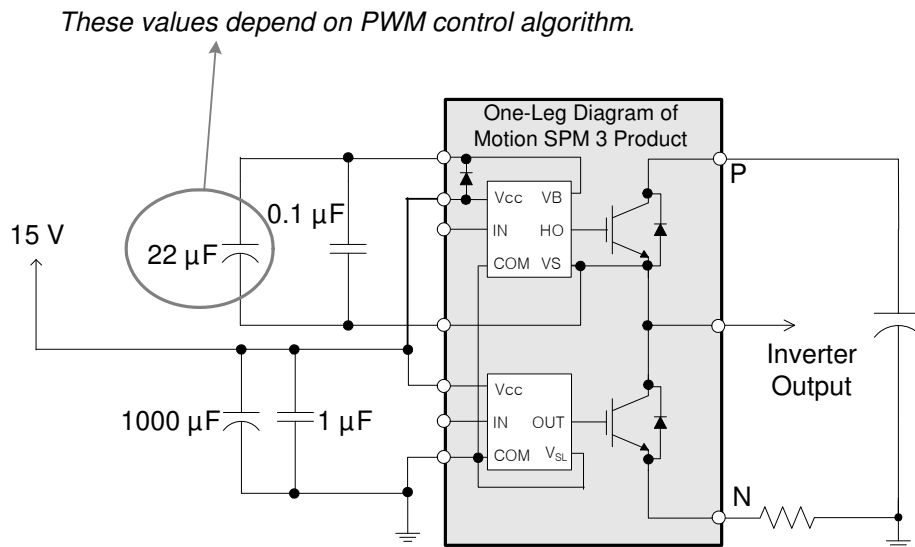 These values depend on PWM control algorithm.
One-Leg Diagram of
Motion SPM 3 Product
P
Vcc VB
0.1 µF
15 V
IN HO
22 µF
COM VS
Inverter
Output
Vcc
1000 µF
1 µF
IN OUT
COM VSL
N